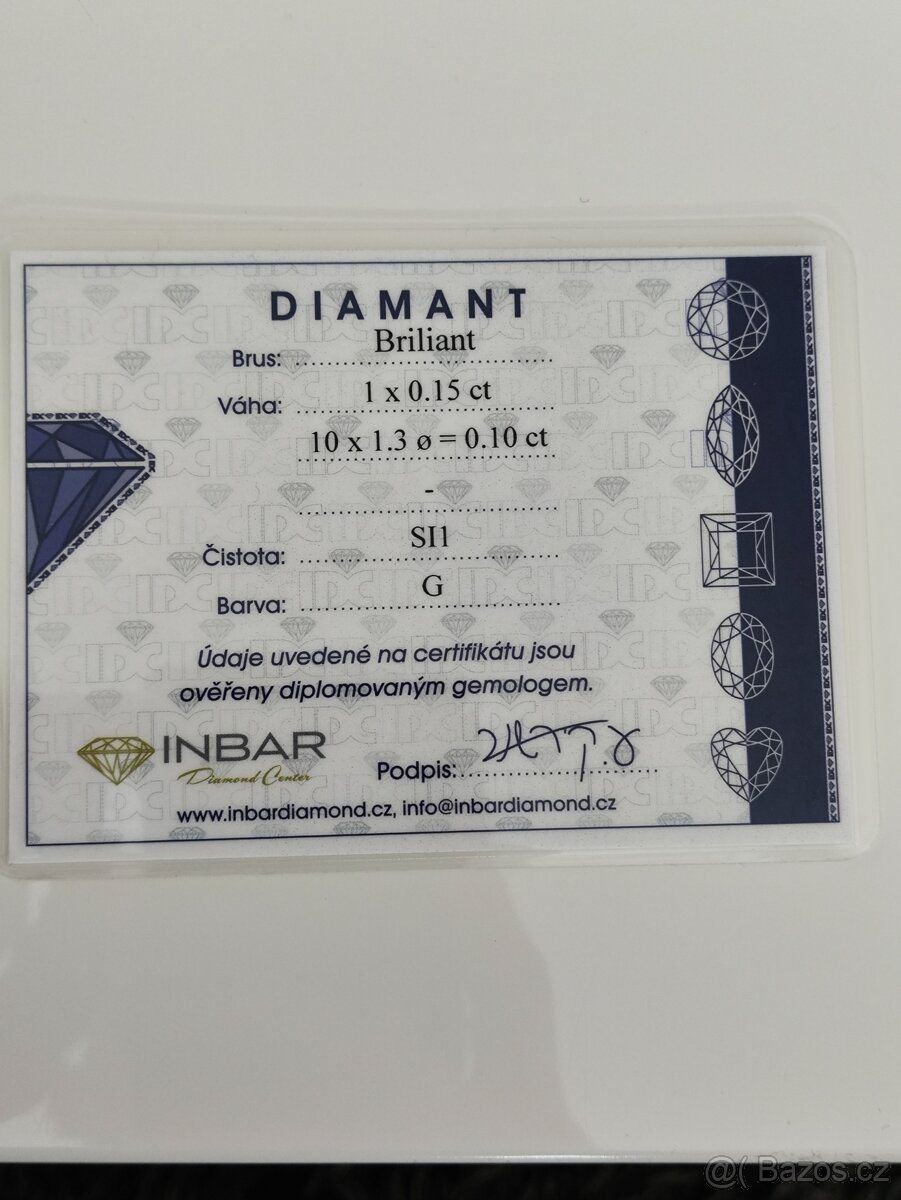 DIAMANT
Brus: Briliant
Váha: 1 x 0.15 ct
10 x 1.3 ø = 0.10 ct
-
Čistota: SI1
Barva: G
Údaje uvedené na certifikátu jsou
ověřeny diplomovaným gemologem.
INBAR
Diamond Center
Podpis:
www.inbardiamond.cz, info@inbardiamond.cz
@( Bazos.cz